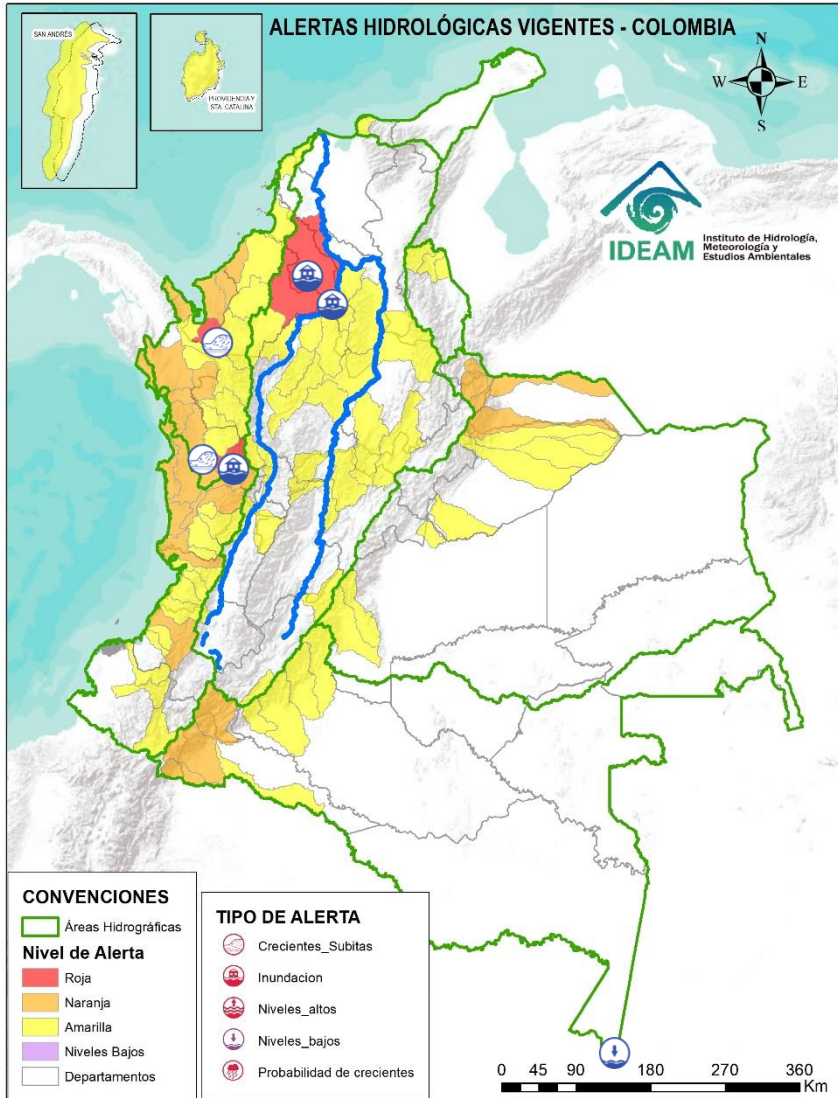 ALERTAS HIDROLÓGICAS VIGENTES - COLOMBIA
SAN ANDRÉS
PROVIDENCIA Y
STA. CATALINA
N
W
E
S
IDEAM
Instituto de Hidrología,
Meteorología y
Estudios Ambientales
CONVENCIONES
Áreas Hidrográficas
Nivel de Alerta
Roja
Naranja
Amarilla
Niveles Bajos
Departamentos
TIPO DE ALERTA
Crecientes_Subitas
Inundacion
Niveles_altos
Niveles_bajos
Probabilidad de crecientes
0 45 90 180 270 360
Km